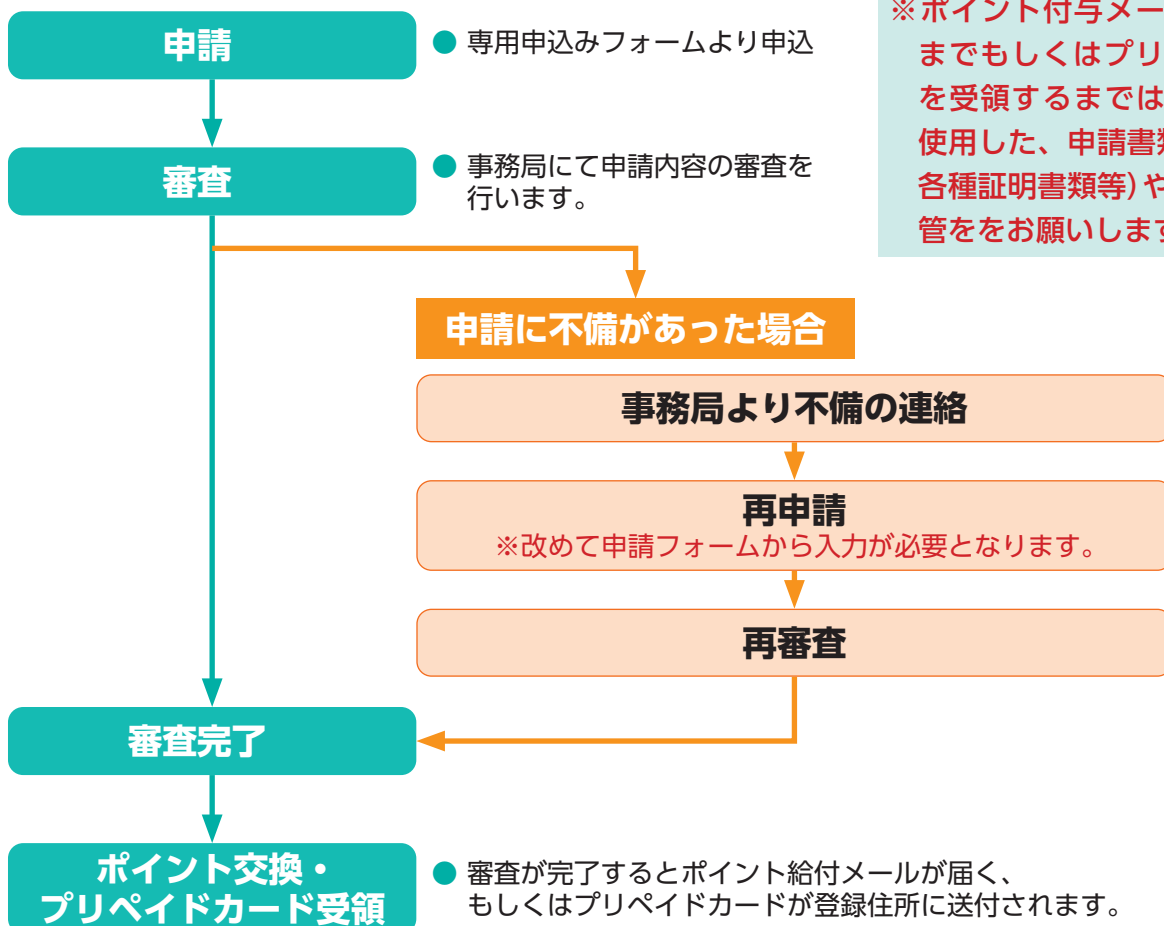 申請
● 専用申込みフォームより申込
※ポイント付与メー
までもしくはプリ
を受領するまでは
使用した、申請書
各種証明書類等)や
管ををお願いしま
審査
● 事務局にて申請内容の審査を
行います。
申請に不備があった場合
事務局より不備の連絡
再申請
※改めて申請フォームから入力が必要となります。
再審査
審査完了
ポイント交換・
プリペイドカード受領
● 審査が完了するとポイント給付メールが届く、
もしくはプリペイドカードが登録住所に送付されます。